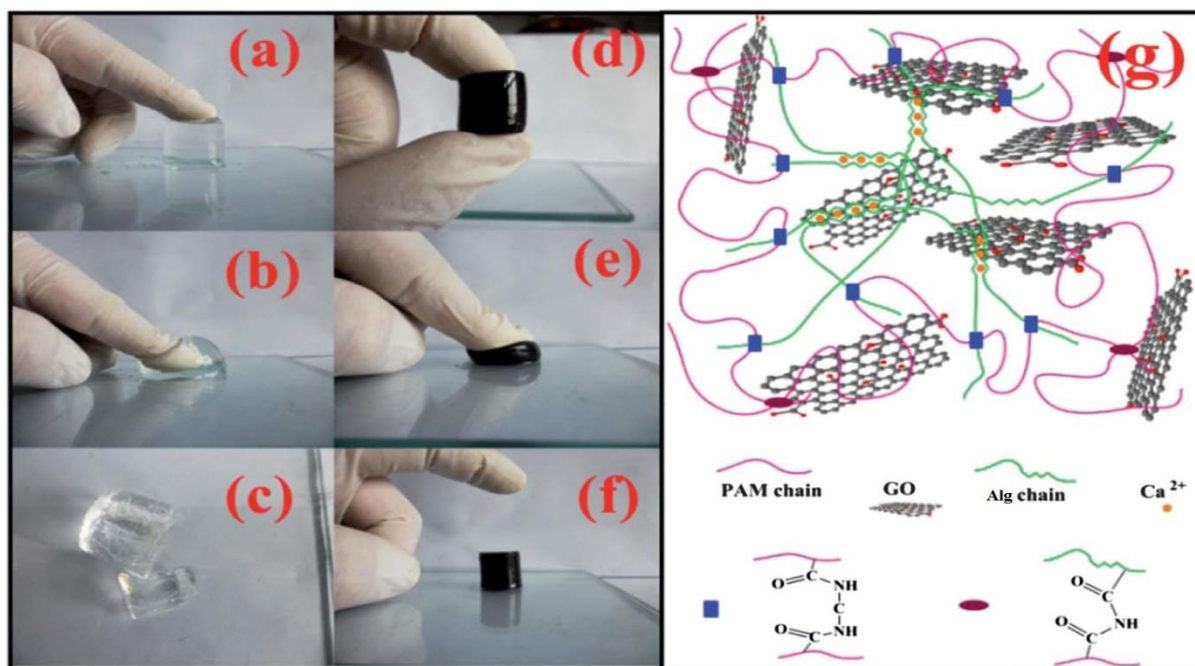 (a)
(d)
(g)
(b)
(e)
(c)
(f)
PAM chain
GO
Alg chain
Ca 2+
O
C
NH
C
O
C
NH
O
C
NH
O
C